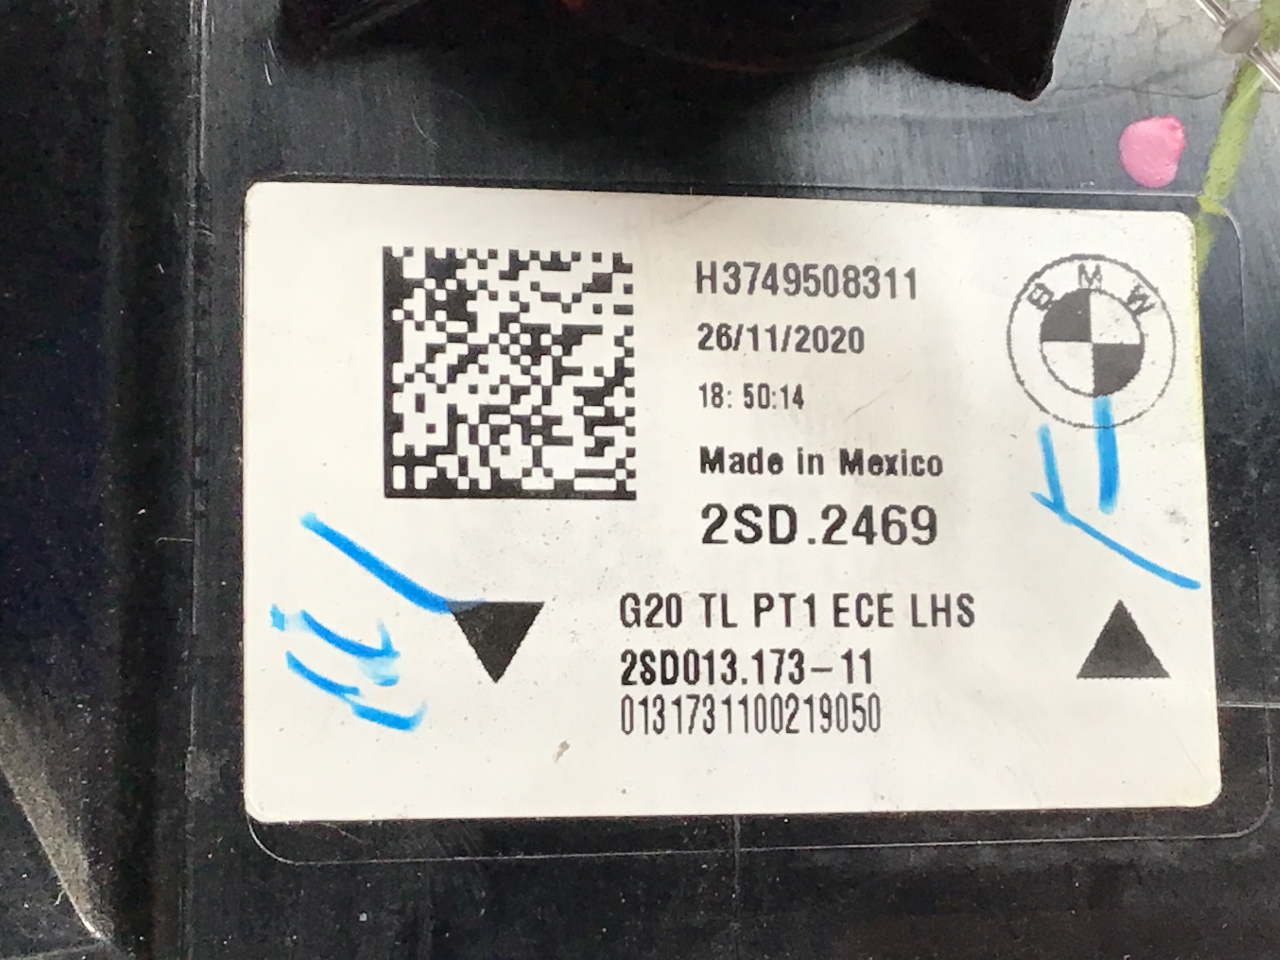 H3749508311
26/11/2020
18: 50:14
BMW
Made in Mexico
2SD.2469
G20 TL PT1 ECE LHS
2SD013.173-11
0131731100219050